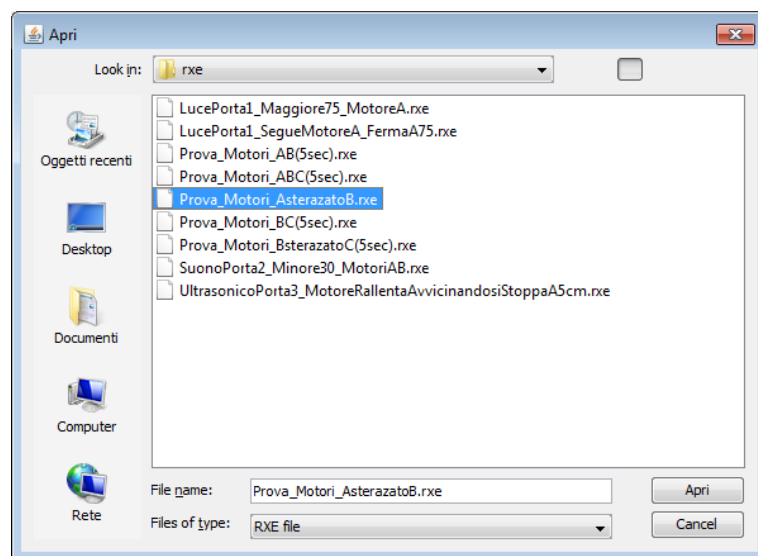 Apri
Look in: rxe
LucePorta1_Maggiore75_MotoreA.rxe
LucePorta1_SegueMotoreA_FermaA75.rxe
Prova_Motori_AB(5sec).rxe
Prova_Motori_ABC(5sec).rxe
Prova_Motori_AsterazatoB.rxe
Prova_Motori_BC(5sec).rxe
Prova_Motori_BsterazatoC(5sec).rxe
SuonoPorta2_Minore30_MotoriAB.rxe
UltrasonicoPorta3_MotoreRallentaAvvicinandosiStoppaA5cm.rxe
Oggetti recenti
Desktop
Documenti
Computer
Rete
File name: Prova_Motori_AsterazatoB.rxe Apri
Files of type: RXE file Cancel